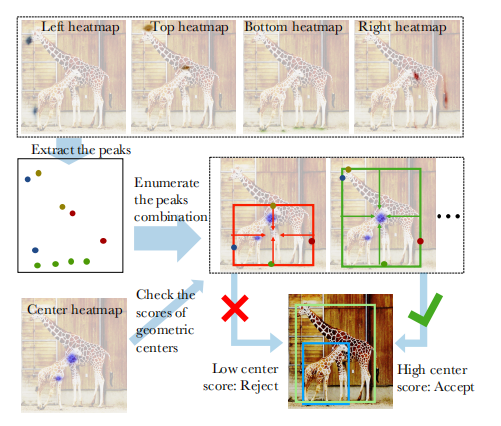 Left heatmap
Top heatmap
Bottom heatmap
Right heatmap
Extract the peaks
Enumerate
the peaks
combination
Center heatmap
Check the
scores of
geometric
centers
Low center
score: Reject
High center
score: Accept